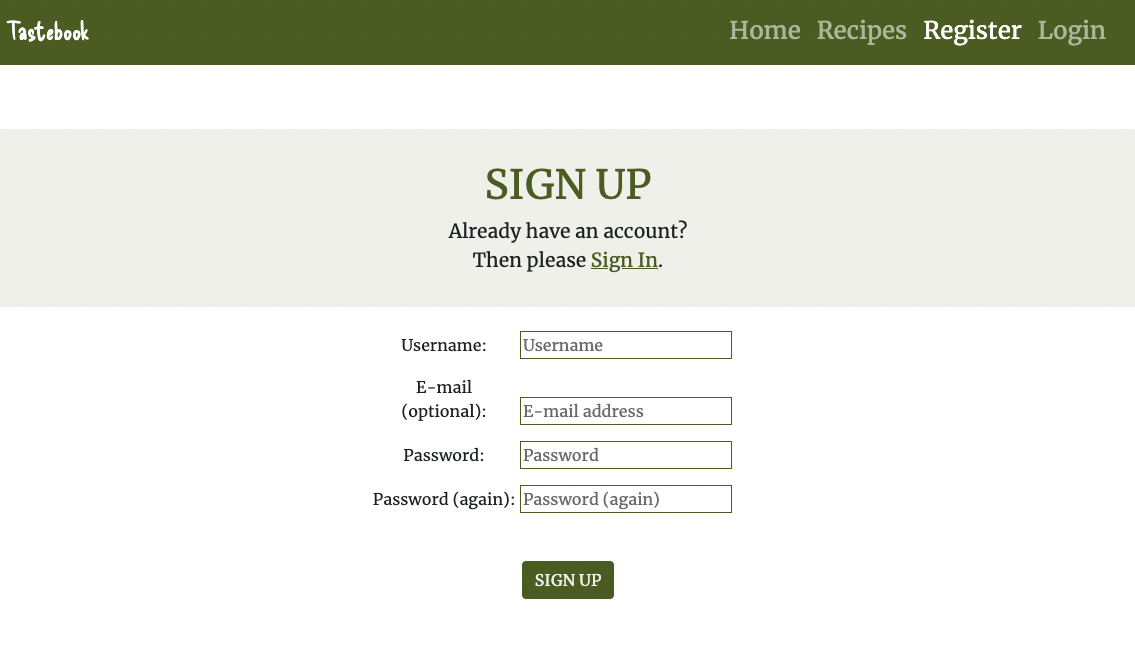 Tastebook
Home Recipes Register Login
SIGN UP
Already have an account?
Then please Sign In.
Username: Username
E-mail
(optional): E-mail address
Password: Password
Password (again): Password (again)
SIGN UP